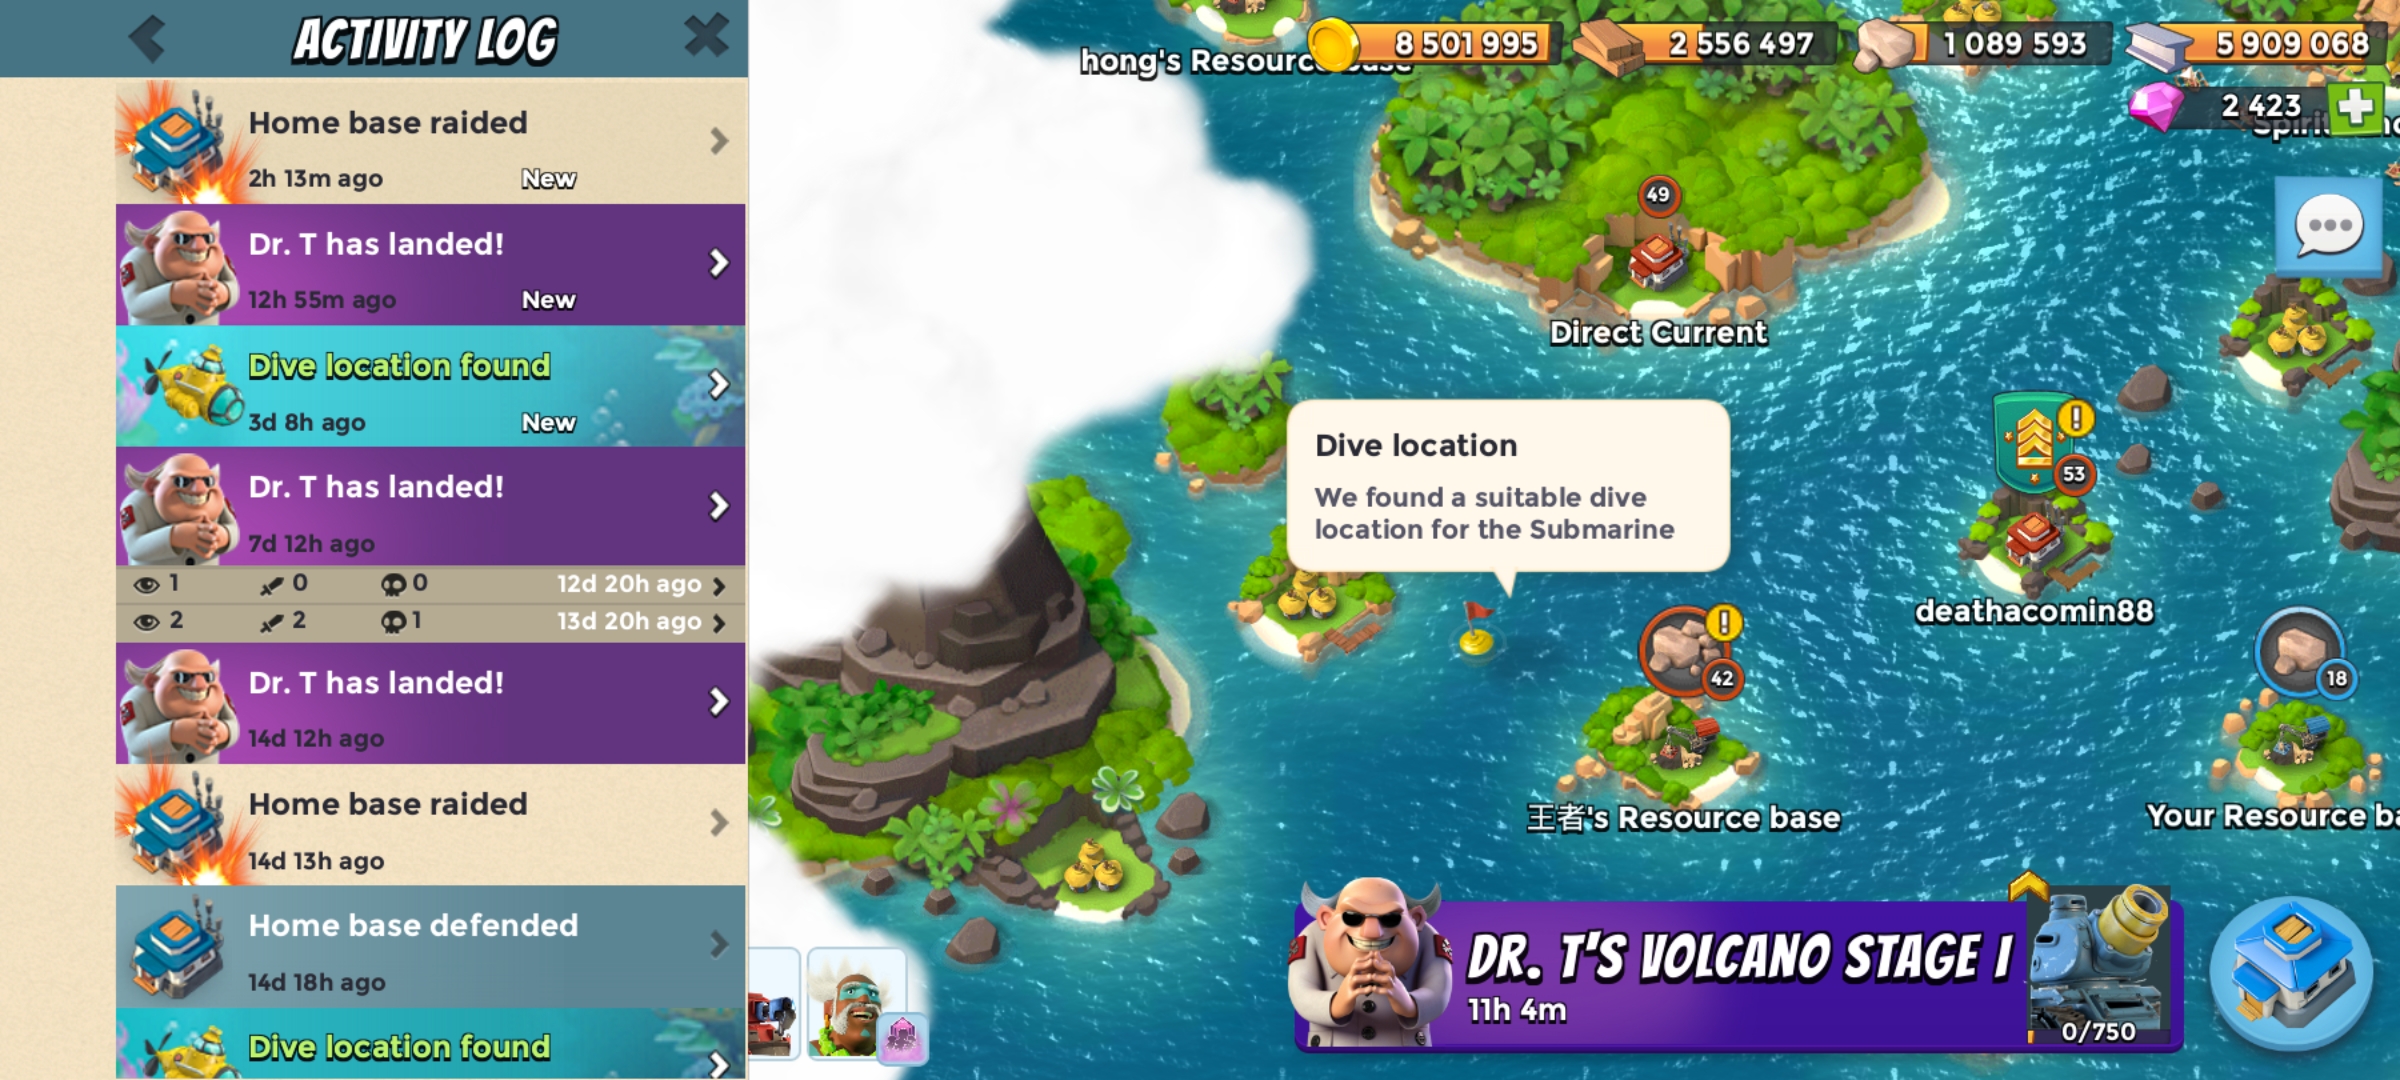 ACTIVITY LOG
Home base raided
2h 13m ago
New
Dr. T has landed!
12h 55m ago
New
Dive location found
3d 8h ago
New
Dr. T has landed!
7d 12h ago
1 0 0 12d 20h ago
2 2 1 13d 20h ago
Dr. T has landed!
14d 12h ago
Home base raided
14d 13h ago
Home base defended
14d 18h ago
Dive location found
8 501 995
2 556 497
1 089 593
5 909 068
2 423
hong's Resource base
49
Direct Current
Dive location
We found a suitable dive
location for the Submarine
53
deathacomin88
42
王者's Resource base
18
Your Resource
DR. T'S VOLCANO STAGE I
11h 4m
0/750